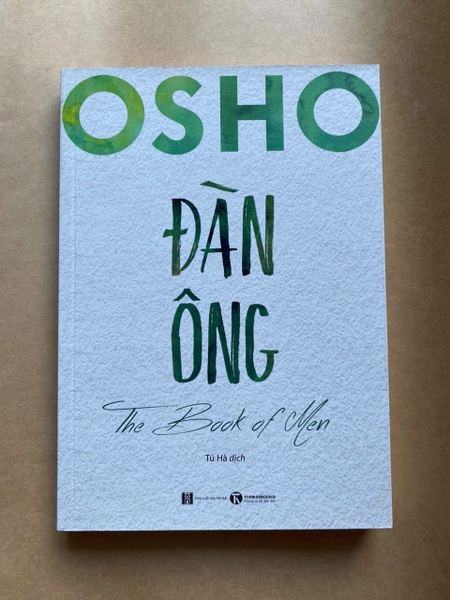 OSHO
ĐÀN
ÔNG
The Book of Men
Tú Hà dịch